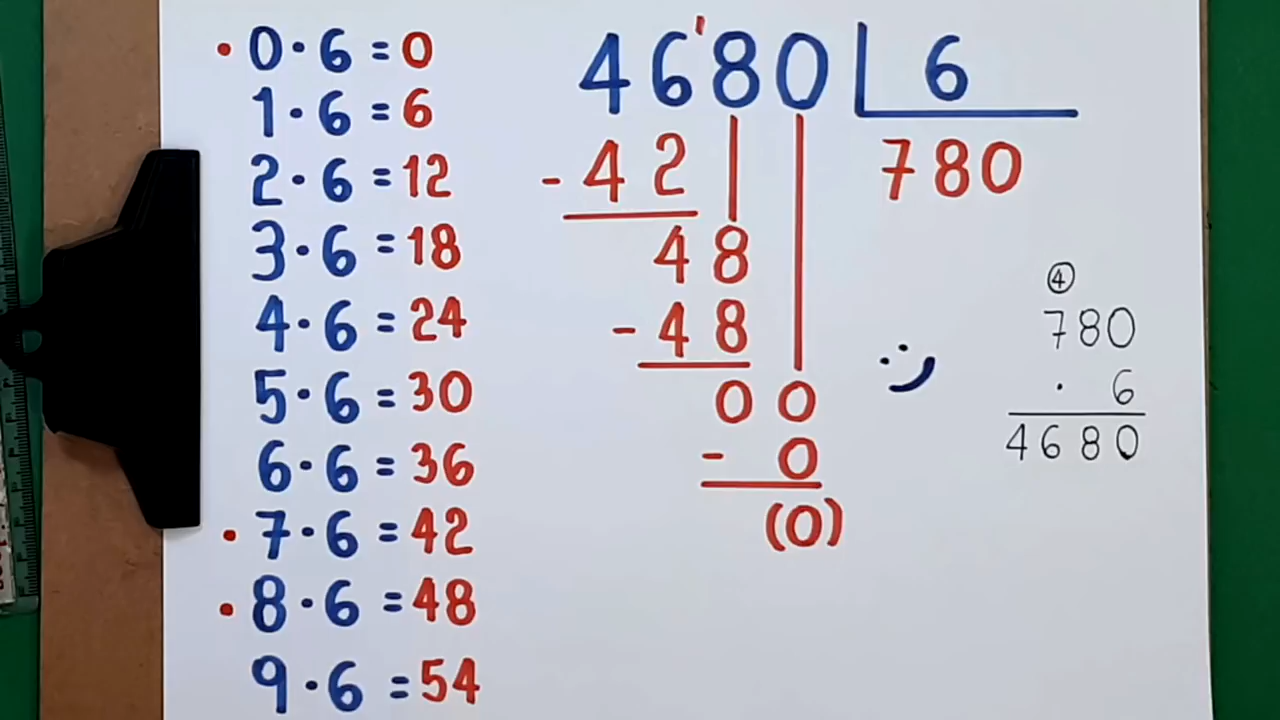 • 0 · 6 = 0
1 · 6 = 6
2 · 6 = 12
3 · 6 = 18
4 · 6 = 24
5 · 6 = 30
6 · 6 = 36
• 7 · 6 = 42
• 8 · 6 = 48
9 · 6 = 54
46'80 | 6
- 42 780
48
- 48
00
- 0
(0)
4
780
· 6
4680